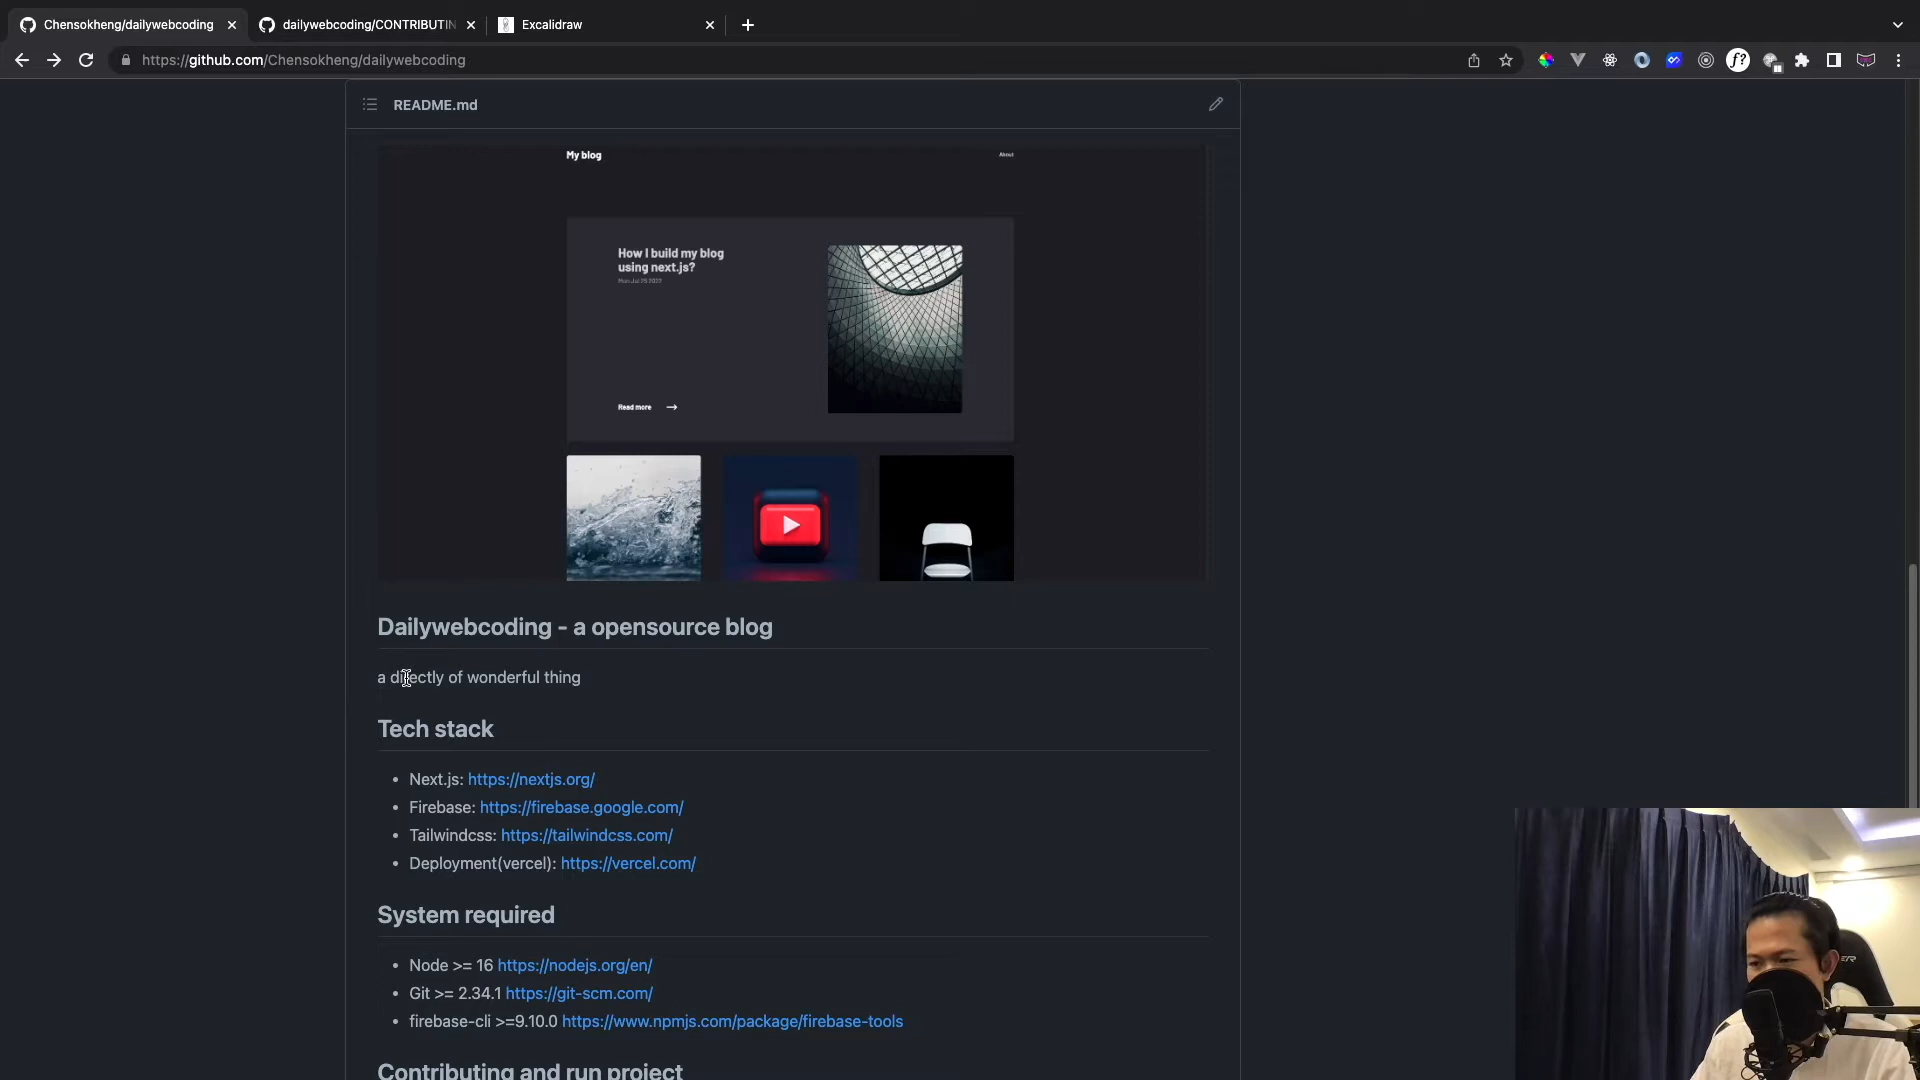 Chensokheng/dailywebcoding
dailywebcoding/CONTRIBUTIN
Excalidraw
https://github.com/Chensokheng/dailywebcoding
README.md
My blog
About
How I build my blog
using next.js?
Mon Jul 25 2022
Read more
Dailywebcoding - a opensource blog
a directly of wonderful thing
Tech stack
Next.js: https://nextjs.org/
Firebase: https://firebase.google.com/
Tailwindcss: https://tailwindcss.com/
Deployment(vercel): https://vercel.com/
System required
Node >= 16 https://nodejs.org/en/
Git >= 2.34.1 https://git-scm.com/
firebase-cli >=9.10.0 https://www.npmjs.com/package/firebase-tools
Contributing and run project